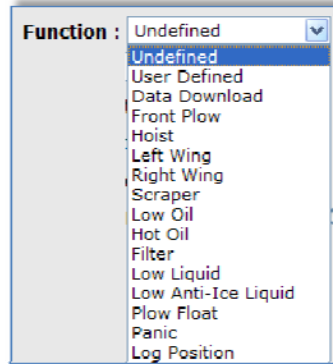 Function : Undefined
Undefined
User Defined
Data Download
Front Plow
Hoist
Left Wing
Right Wing
Scraper
Low Oil
Hot Oil
Filter
Low Liquid
Low Anti-Ice Liquid
Plow Float
Panic
Log Position